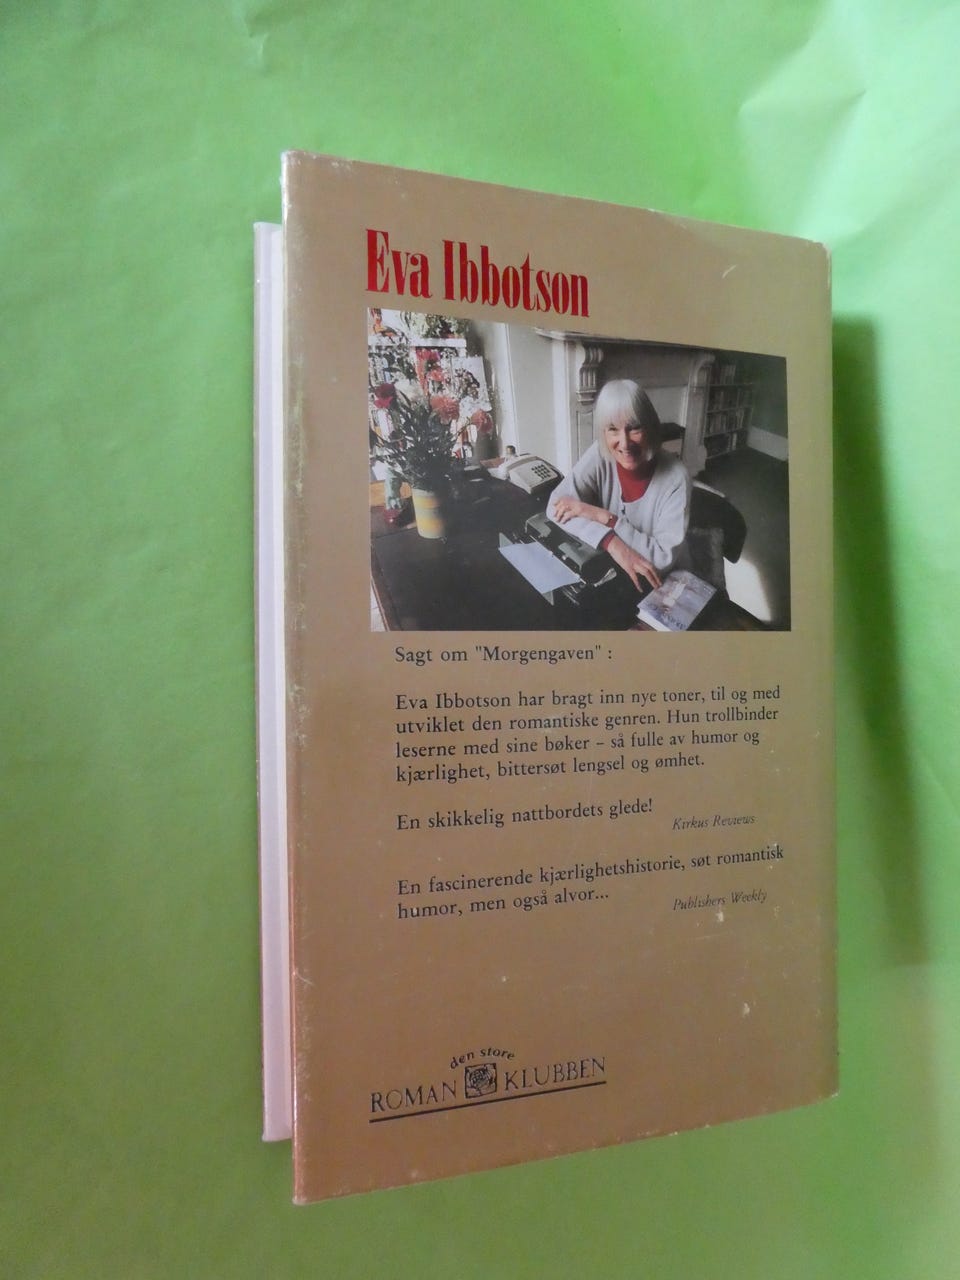 Eva Ibbotson
Sagt om "Morgengaven" :
Eva Ibbotson har bragt inn nye toner, til og med
utviklet den romantiske genren. Hun trollbinder
leserne med sine bøker – så fulle av humor og
kjærlighet, bittersøt lengsel og ømhet.
En skikkelig nattbordets glede!
Kirkus Reviews
En fascinerende kjærlighetshistorie, søt romantisk
humor, men også alvor...
Publishers Weekly
den store
ROMAN KLUBBEN